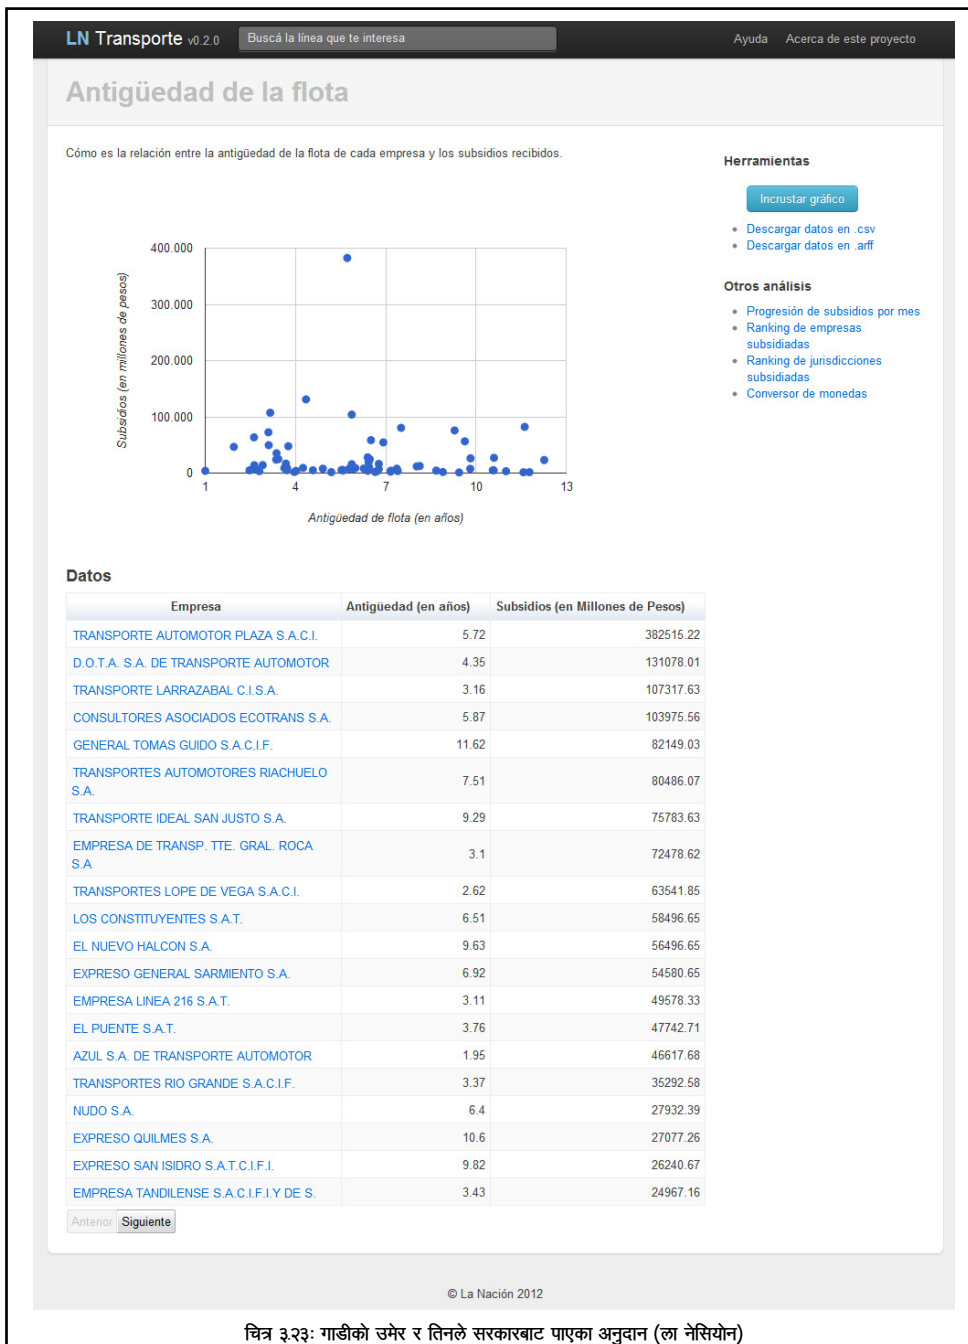 LN Transporte v0.2.0 Buscá la línea que te interesa Ayuda Acerca de este proyecto
Antigüedad de la flota
Cómo es la relación entre la antigüedad de la flota de cada empresa y los subsidios recibidos.
Herramientas
Incrustar gráfico
Descargar datos en .csv
Descargar datos en .arff
Otros análisis
Progresión de subsidios por mes
Ranking de empresas
subsidiadas
Ranking de jurisdicciones
subsidiadas
Conversor de monedas
Subsidios (en millones de pesos)
400.000
300.000
200.000
100.000
0
1 4 7 10 13
Antigüedad de flota (en años)
Datos
Empresa Antigüedad (en años) Subsidios (en Millones de Pesos)
TRANSPORTE AUTOMOTOR PLAZA S.A.C.I. 5.72 382515.22
D.O.T.A. S.A. DE TRANSPORTE AUTOMOTOR 4.35 131078.01
TRANSPORTE LARRAZABAL C.I.S.A. 3.16 107317.63
CONSULTORES ASOCIADOS ECOTRANS S.A. 5.87 103975.56
GENERAL TOMAS GUIDO S.A.C.I.F. 11.62 82149.03
TRANSPORTES AUTOMOTORES RIACHUELO
S.A. 7.51 80486.07
TRANSPORTE IDEAL SAN JUSTO S.A. 9.29 75783.63
EMPRESA DE TRANSP. TTE. GRAL. ROCA
S.A 3.1 72478.62
TRANSPORTES LOPE DE VEGA S.A.C.I. 2.62 63541.85
LOS CONSTITUYENTES S.A.T. 6.51 58496.65
EL NUEVO HALCON S.A. 9.63 56496.65
EXPRESO GENERAL SARMIENTO S.A. 6.92 54580.65
EMPRESA LINEA 216 S.A.T. 3.11 49578.33
EL PUENTE S.A.T. 3.76 47742.71
AZUL S.A. DE TRANSPORTE AUTOMOTOR 1.95 46617.68
TRANSPORTES RIO GRANDE S.A.C.I.F. 3.37 35292.58
NUDO S.A. 6.4 27932.39
EXPRESO QUILMES S.A. 10.6 27077.26
EXPRESO SAN ISIDRO S.A.T.C.I.F.I. 9.82 26240.67
EMPRESA TANDILENSE S.A.C.I.F.I.Y DE S. 3.43 24967.16
Anterior Siguiente
© La Nación 2012
चित्र ३.२३: गाडीको उमेर र तिनले सरकारबाट पाएका अनुदान (ला नेसियोन)